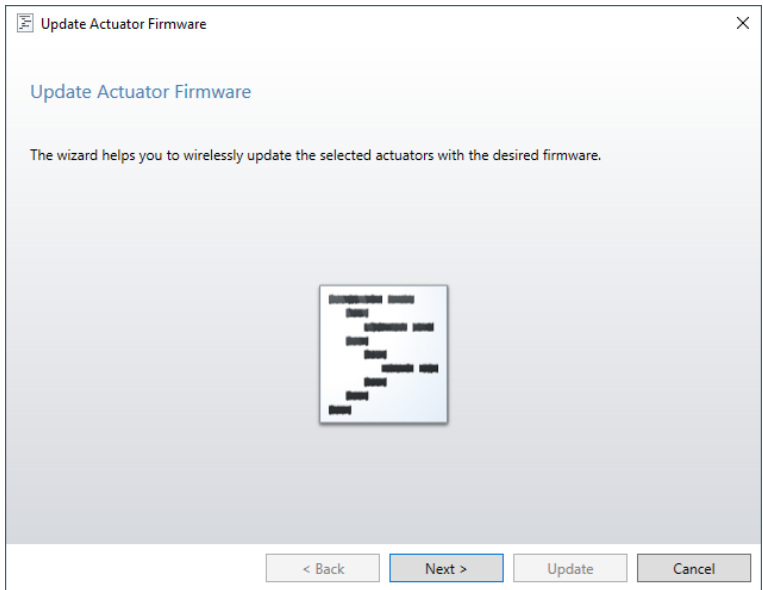 Update Actuator Firmware
Update Actuator Firmware
The wizard helps you to wirelessly update the selected actuators with the desired firmware.
< Back Next > Update Cancel